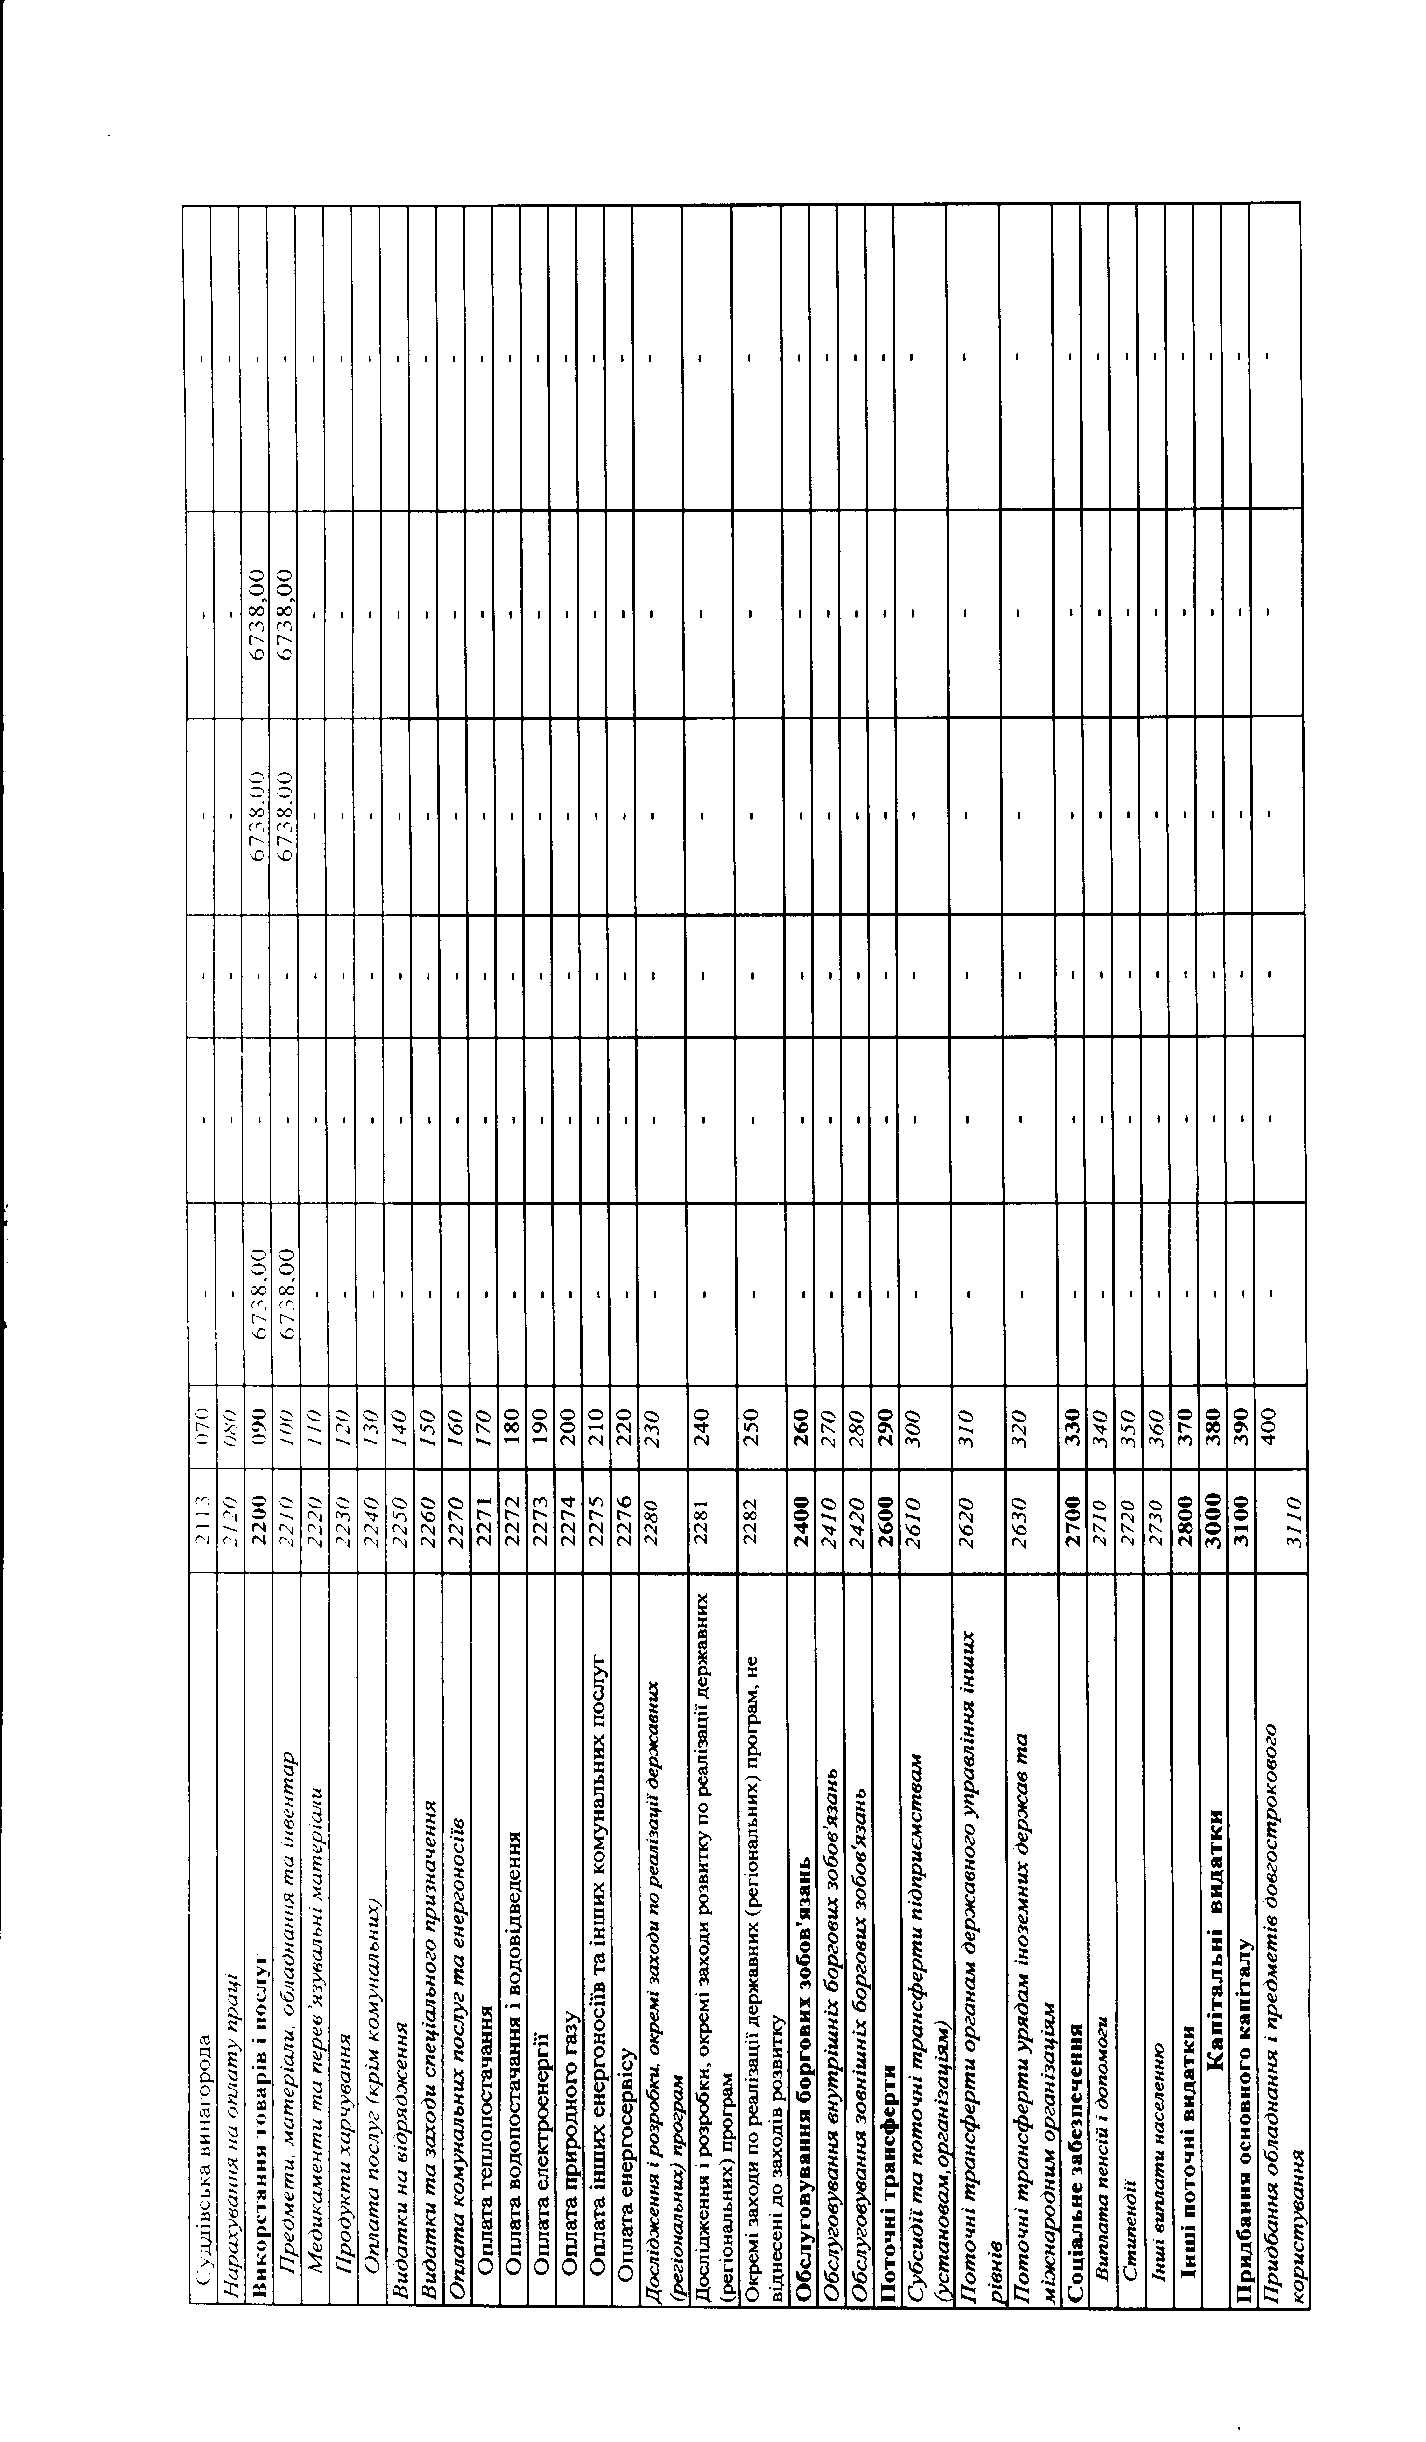 Суддівська винагорода 2113 070 - - - - - -
Нарахування на оплату праці 2120 080 - - - - - -
Використання товарів і послуг 2200 090 6738,00 - - 6738,00 6738,00 -
Предмети, матеріали, обладнання та інвентар 2210 100 6738,00 - - 6738,00 6738,00 -
Медикаменти та перев'язувальні матеріали 2220 110 - - - - - -
Продукти харчування 2230 120 - - - - - -
Оплата послуг (крім комунальних) 2240 130 - - - - - -
Видатки на відрядження 2250 140 - - - - - -
Видатки та заходи спеціального призначення 2260 150 - - - - - -
Оплата комунальних послуг та енергоносіїв 2270 160 - - - - - -
Оплата теплопостачання 2271 170 - - - - - -
Оплата водопостачання і водовідведення 2272 180 - - - - - -
Оплата електроенергії 2273 190 - - - - - -
Оплата природного газу 2274 200 - - - - - -
Оплата інших енергоносіїв та інших комунальних послуг 2275 210 - - - - - -
Оплата енергосервісу 2276 220 - - - - - -
Дослідження і розробки, окремі заходи по реалізації державних 2280 230 - - - - - -
(регіональних) програм
Дослідження і розробки, окремі заходи розвитку по реалізації державних 2281 240 - - - - - -
(регіональних) програм
Окремі заходи по реалізації державних (регіональних) програм, не 2282 250 - - - - - -
віднесені до заходів розвитку
Обслуговування боргових зобов'язань 2400 260 - - - - - -
Обслуговування внутрішніх боргових зобов'язань 2410 270 - - - - - -
Обслуговування зовнішніх боргових зобов'язань 2420 280 - - - - - -
Поточні трансферти 2600 290 - - - - - -
Субсидії та поточні трансферти підприємствам 2610 300 - - - - - -
(установам,організаціям)
Поточні трансферти органам державного управління інших 2620 310 - - - - - -
рівнів
Поточні трансферти урядам іноземних держав та 2630 320 - - - - - -
міжнародним організаціям
Соціальне забезпечення 2700 330 - - - - - -
Виплата пенсій і допомоги 2710 340 - - - - - -
Стипендії 2720 350 - - - - - -
Інші виплати населенню 2730 360 - - - - - -
Інші поточні видатки 2800 370 - - - - - -
Капітальні видатки 3000 380 - - - - - -
Придбання основного капіталу 3100 390 - - - - - -
Придбання обладнання і предметів довгострокового 400 - - - - - -
користування 3110